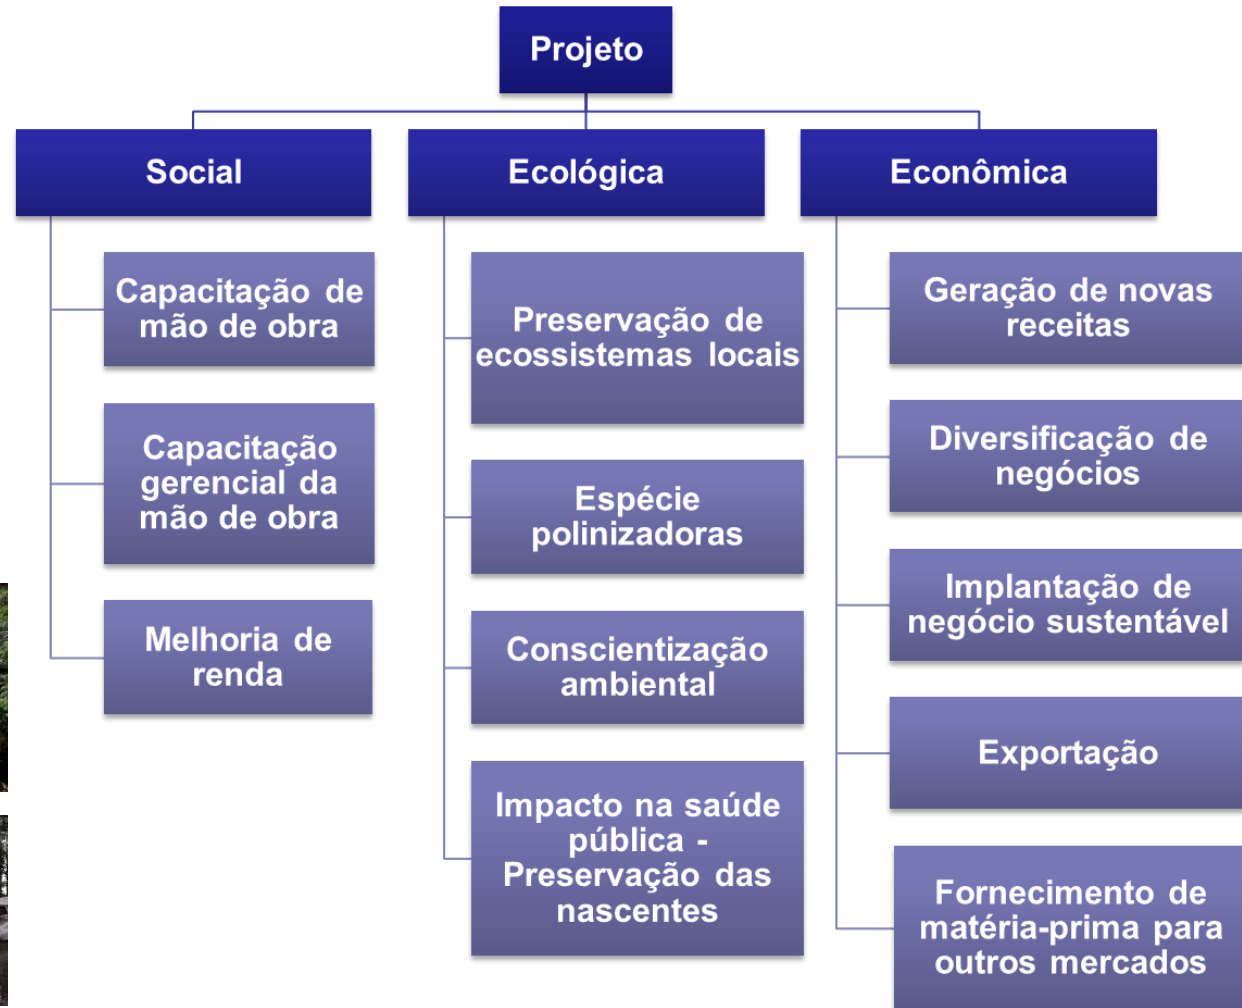 Projeto
Social
Capacitação de
mão de obra
Capacitação
gerencial da
mão de obra
Melhoria de
renda
Ecológica
Preservação de
ecossistemas locais
Espécie
polinizadoras
Conscientização
ambiental
Impacto na saúde
pública -
Preservação das
nascentes
Econômica
Geração de novas
receitas
Diversificação de
negócios
Implantação de
negócio sustentável
Exportação
Fornecimento de
matéria-prima para
outros mercados